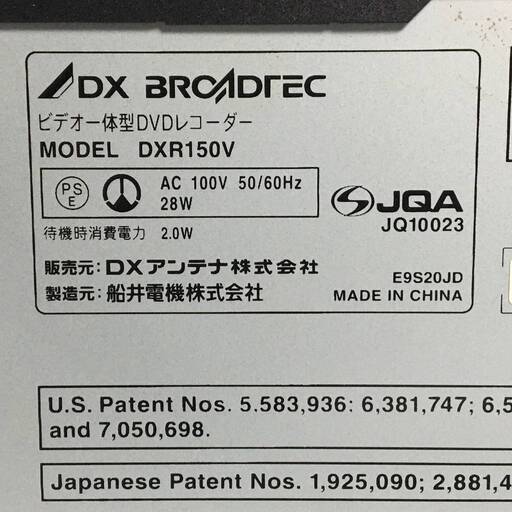 DX BROADTEC
ビデオ一体型DVDレコーダー
MODEL DXR150V
PS E
AC 100V 50/60Hz
28W
JQA
JQ10023
待機時消費電力 2.0W
販売元: DXアンテナ株式会社
製造元: 船井電機株式会社
E9S20JD
MADE IN CHINA
U.S. Patent Nos. 5.583,936: 6,381,747; 6,5
and 7,050,698.
Japanese Patent Nos. 1,925,090; 2,881,4